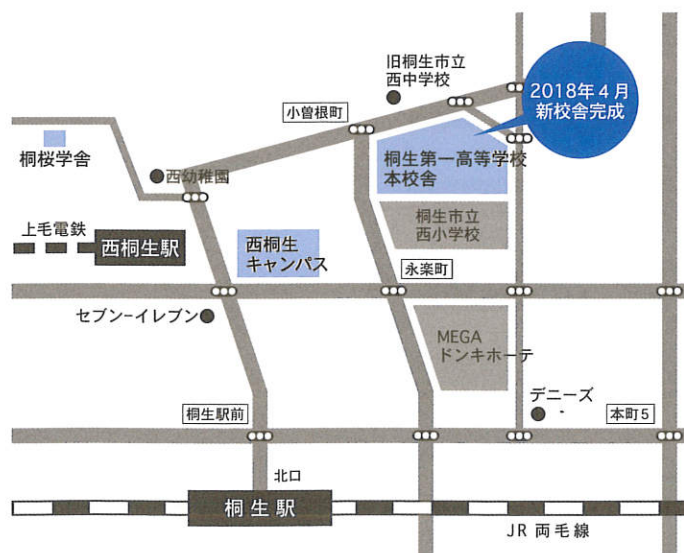 旧桐生市立
西中学校
2018年4月
新校舎完成
小曽根町
桐桜学舎
西幼稚園
桐生第一高等学校
本校舎
桐生市立
西小学校
上毛電鉄
西桐生駅
西桐生
キャンパス
永楽町
セブン-イレブン
MEGA
ドンキホーテ
デニーズ
桐生駅前
本町5
北口
桐生駅
JR 両毛線